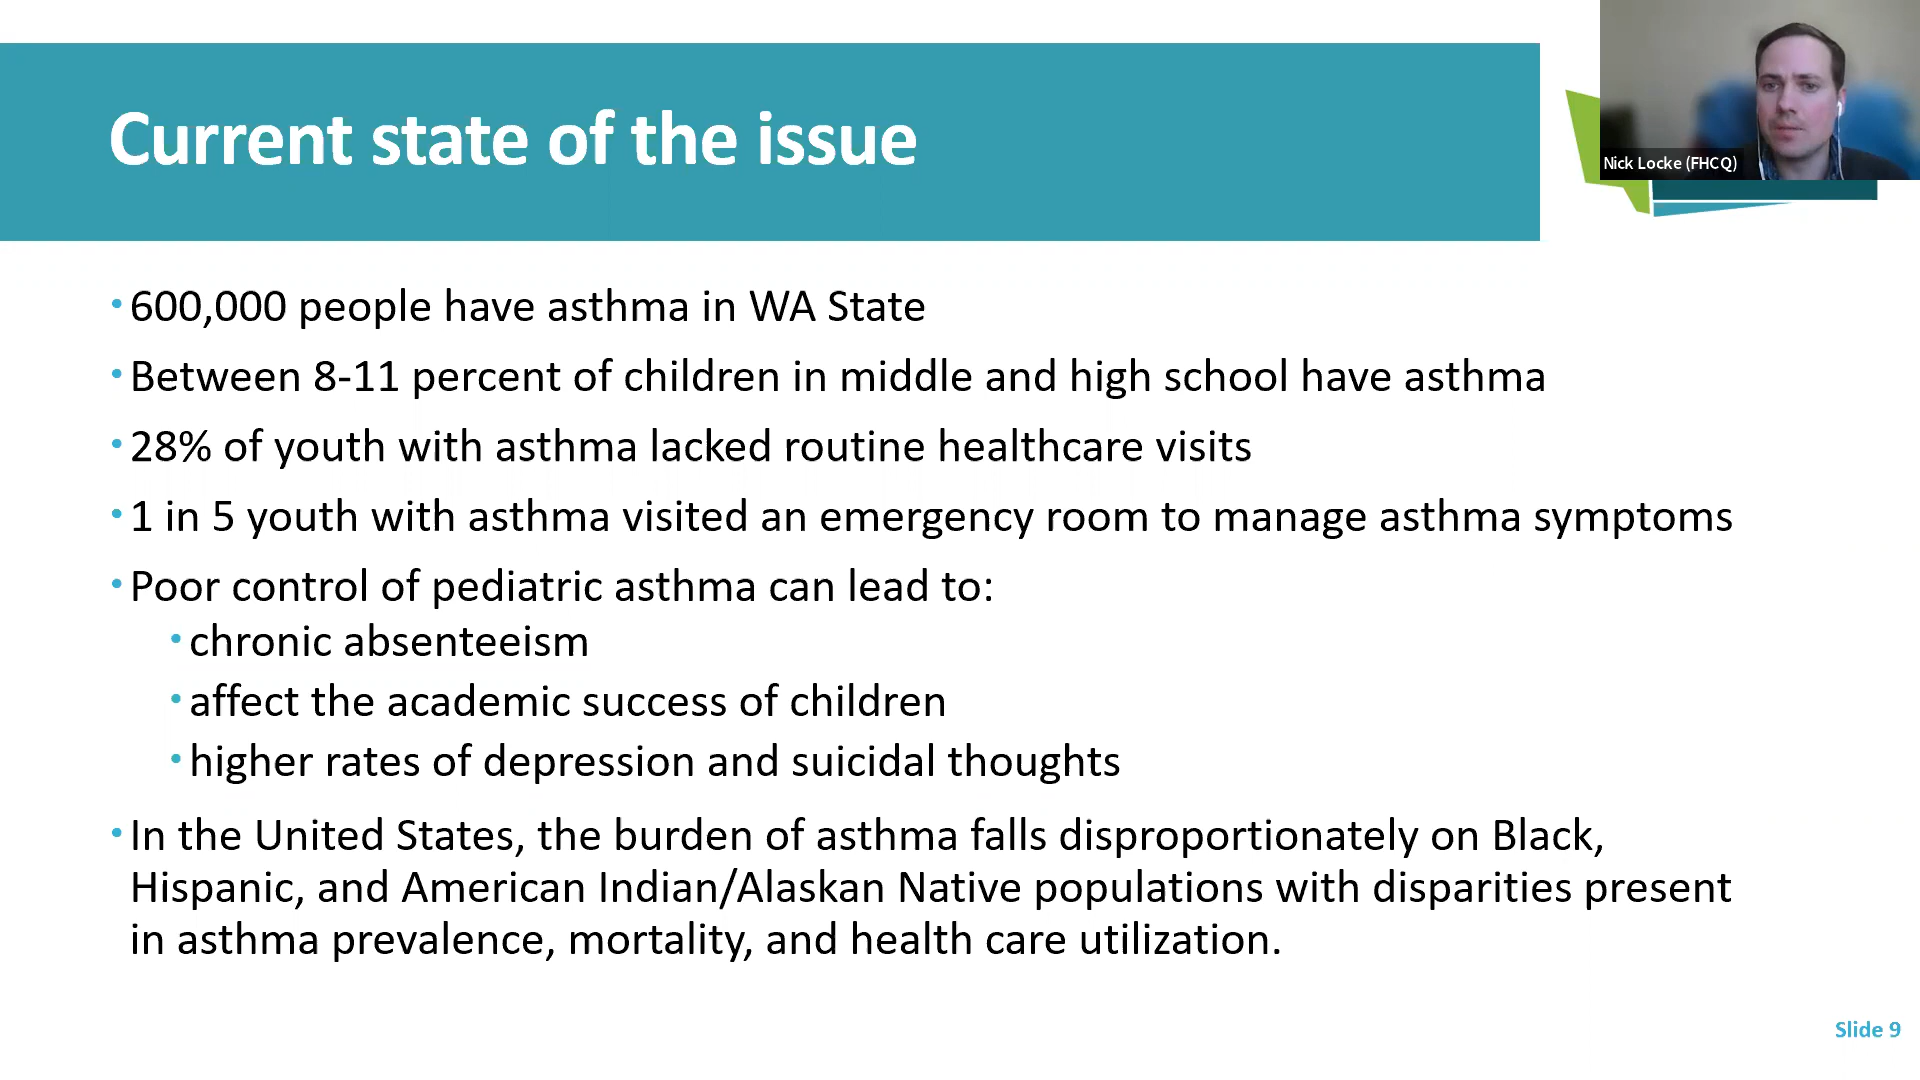 Current state of the issue
Nick Locke (FHCQ)
• 600,000 people have asthma in WA State
• Between 8-11 percent of children in middle and high school have asthma
• 28% of youth with asthma lacked routine healthcare visits
• 1 in 5 youth with asthma visited an emergency room to manage asthma symptoms
• Poor control of pediatric asthma can lead to:
• chronic absenteeism
• affect the academic success of children
• higher rates of depression and suicidal thoughts
• In the United States, the burden of asthma falls disproportionately on Black,
Hispanic, and American Indian/Alaskan Native populations with disparities present
in asthma prevalence, mortality, and health care utilization.
Slide 9